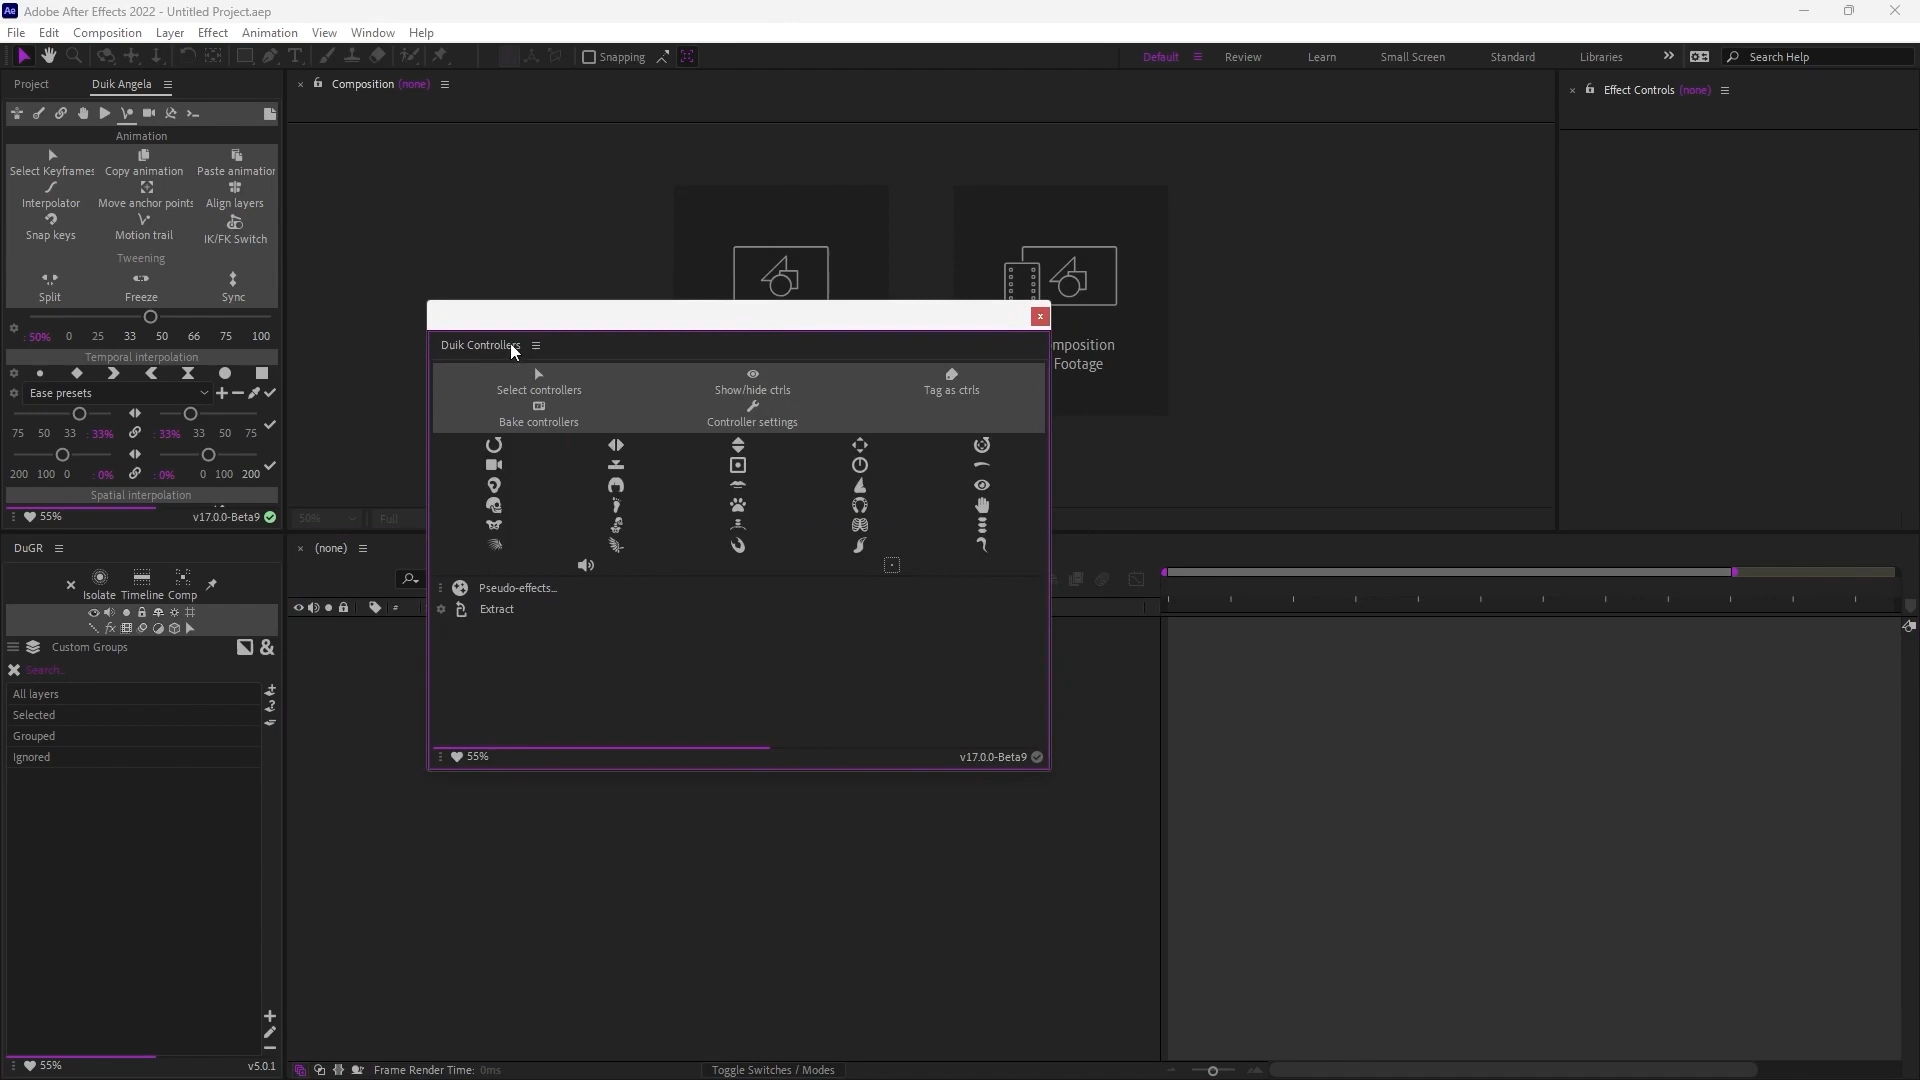 Ae Adobe After Effects 2022 - Untitled Project.aep
File Edit Composition Layer Effect Animation View Window Help
Snapping
Default Review Learn Small Screen Standard Libraries Search Help
Project Duik Angela
Animation
Select Keyframes Copy animation Paste animation
Interpolator Move anchor points Align layers
Snap keys Motion trail IK/FK Switch
Tweening
Split Freeze Sync
: 50% 0 25 33 50 66 75 100
Temporal interpolation
Ease presets
75 50 33 : 33% : 33% 33 50 75
200 100 0 : 0% : 0% 0 100 200
Spatial interpolation
55% v17.0.0-Beta9
Composition (none)
mposition
Footage
50% Full
Effect Controls (none)
Duik Controllers
Select controllers Show/hide ctrls Tag as ctrls
Bake controllers Controller settings
Pseudo-effects...
Extract
55% v17.0.0-Beta9
DuGR
Isolate Timeline Comp
Custom Groups
Search...
All layers
Selected
Grouped
Ignored
55% v5.0.1
(none)
#
Frame Render Time: 0ms Toggle Switches / Modes